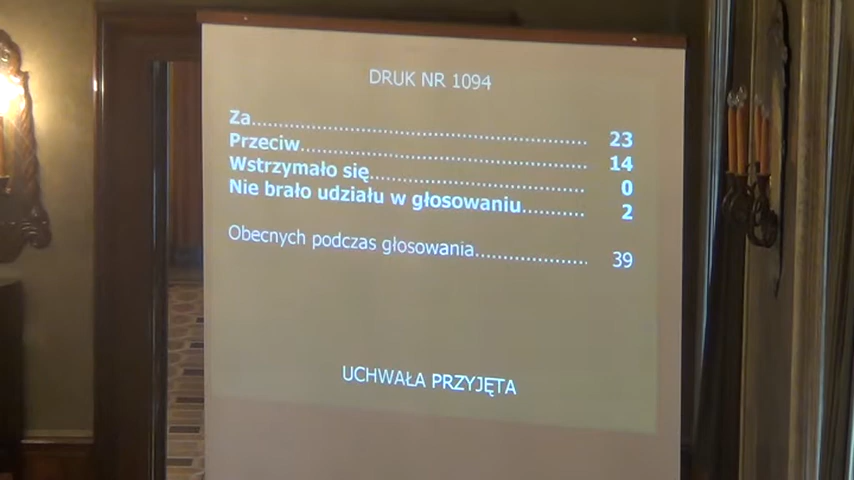 DRUK NR 1094
Za........................................................ 23
Przeciw................................................ 14
Wstrzymało się.................................... 0
Nie brało udziału w głosowaniu........... 2
Obecnych podczas głosowania................... 39
UCHWAŁA PRZYJĘTA